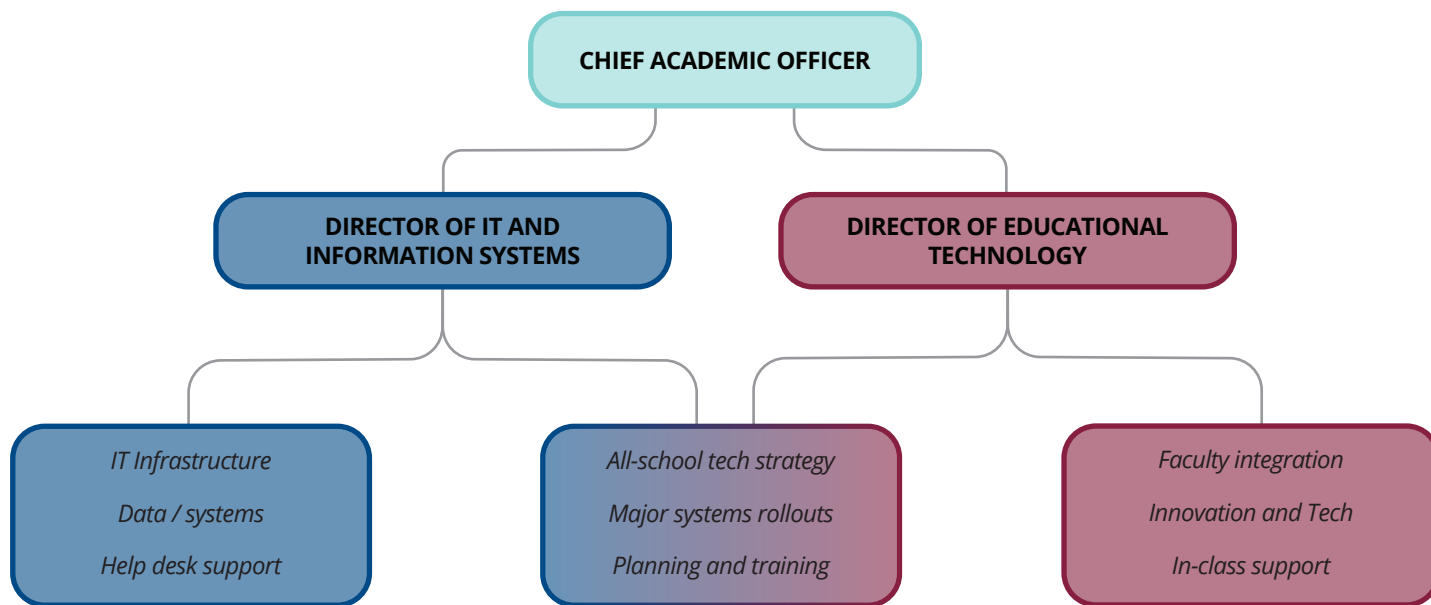 CHIEF ACADEMIC OFFICER
DIRECTOR OF IT AND
INFORMATION SYSTEMS
DIRECTOR OF EDUCATIONAL
TECHNOLOGY
IT Infrastructure
Data / systems
Help desk support
All-school tech strategy
Major systems rollouts
Planning and training
Faculty integration
Innovation and Tech
In-class support